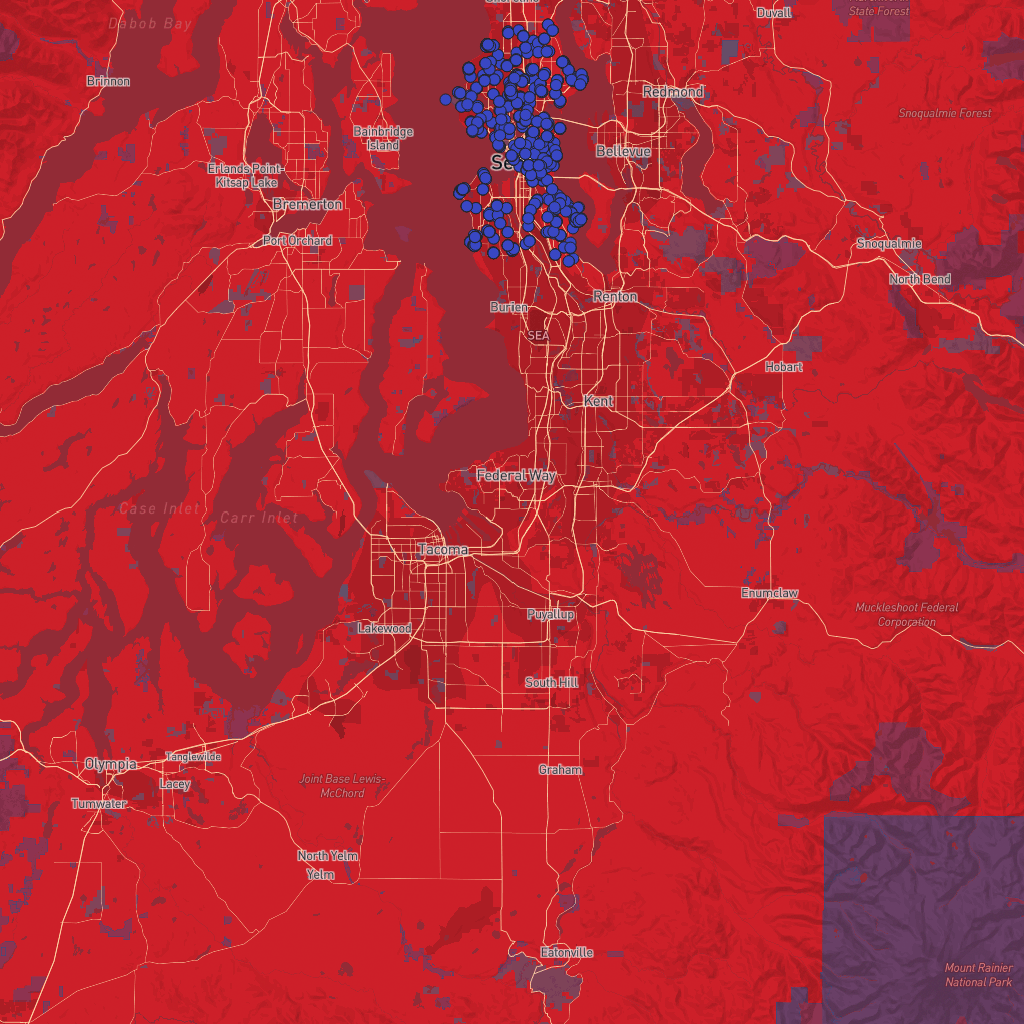 Duvall
State Forest
Dabob Bay
Brinnon
Redmond
Snoqualmie Forest
Bainbridge
Island
Bellevue
Erlands Point-
Kitsap Lake
Bremerton
Port Orchard
Snoqualmie
North Bend
Renton
Burien
SEA
Hobart
Kent
Federal Way
Case Inlet
Carr Inlet
Tacoma
Enumclaw
Muckleshoot Federal
Corporation
Puyallup
Lakewood
South Hill
Tanglewilde
Olympia
Lacey
Graham
Joint Base Lewis-
McChord
Tumwater
North Yelm
Yelm
Eatonville
Mount Rainier
National Park